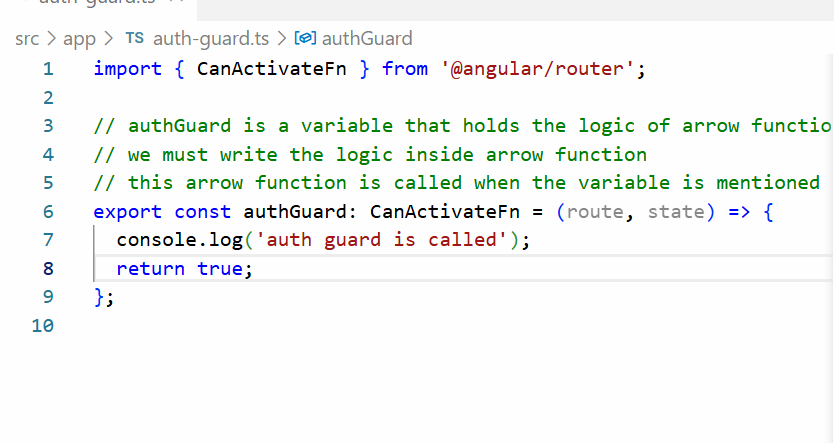 auth-guard.ts
src > app > TS auth-guard.ts > authGuard
1 import { CanActivateFn } from '@angular/router';
2
3 // authGuard is a variable that holds the logic of arrow functio
4 // we must write the logic inside arrow function
5 // this arrow function is called when the variable is mentioned
6 export const authGuard: CanActivateFn = (route, state) => {
7 console.log('auth guard is called');
8 return true;
9 };
10